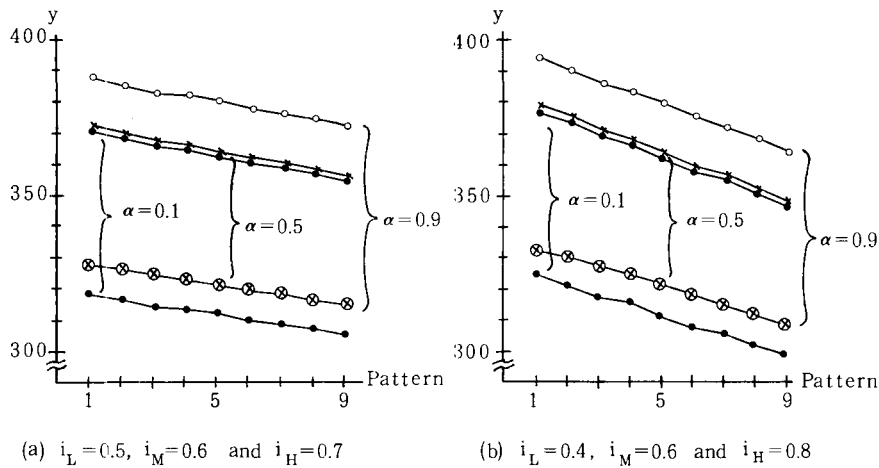 y
400
350
300
α=0.1
α=0.5
α=0.9
Pattern
1 5 9
(a) i_L=0.5, i_M=0.6 and i_H=0.7
y
400
350
300
α=0.1
α=0.5
α=0.9
Pattern
1 5 9
(b) i_L=0.4, i_M=0.6 and i_H=0.8